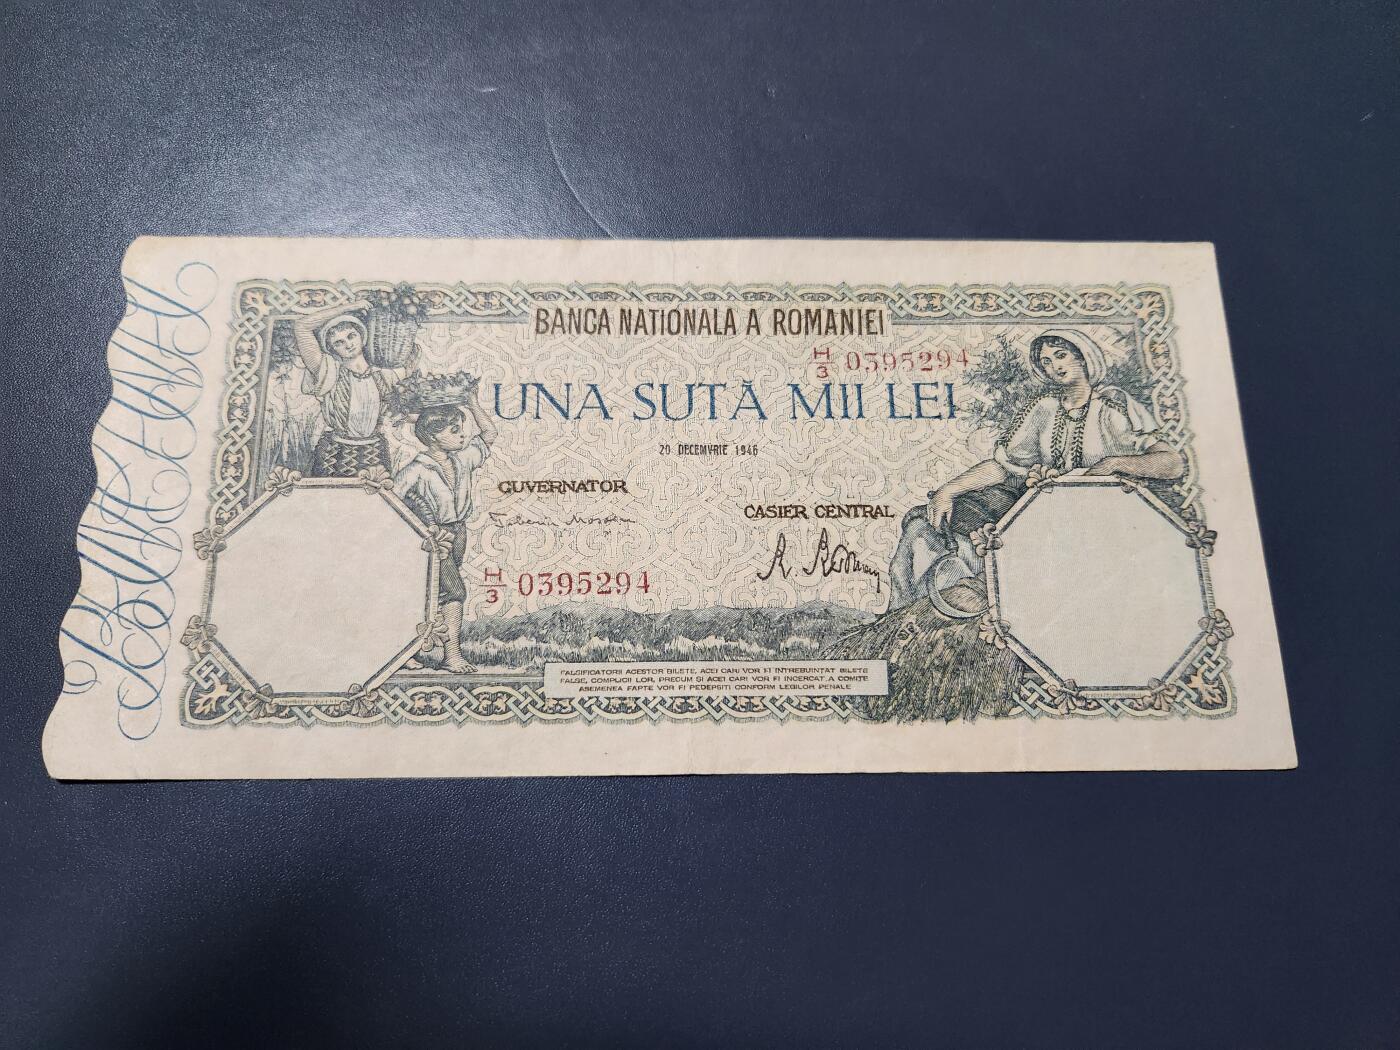 BANCA NATIONALA A ROMANIEI
H/3 0395294
UNA SUTĂ MII LEI
20 DECEMVRIE 1946
GUVERNATOR
CASIER CENTRAL
H/3 0395294
FALSIFICATORII ACESTOR BILETE, ACEI CARI VOR FI INTREBUINTAT BILETE
FALSE, COMPLICII LOR, PRECUM SI ACEI CARI VOR FI INCERCAT A COMITE
ASEMENEA FAPTE VOR FI PEDEPSITI CONFORM LEGILOR PENALE